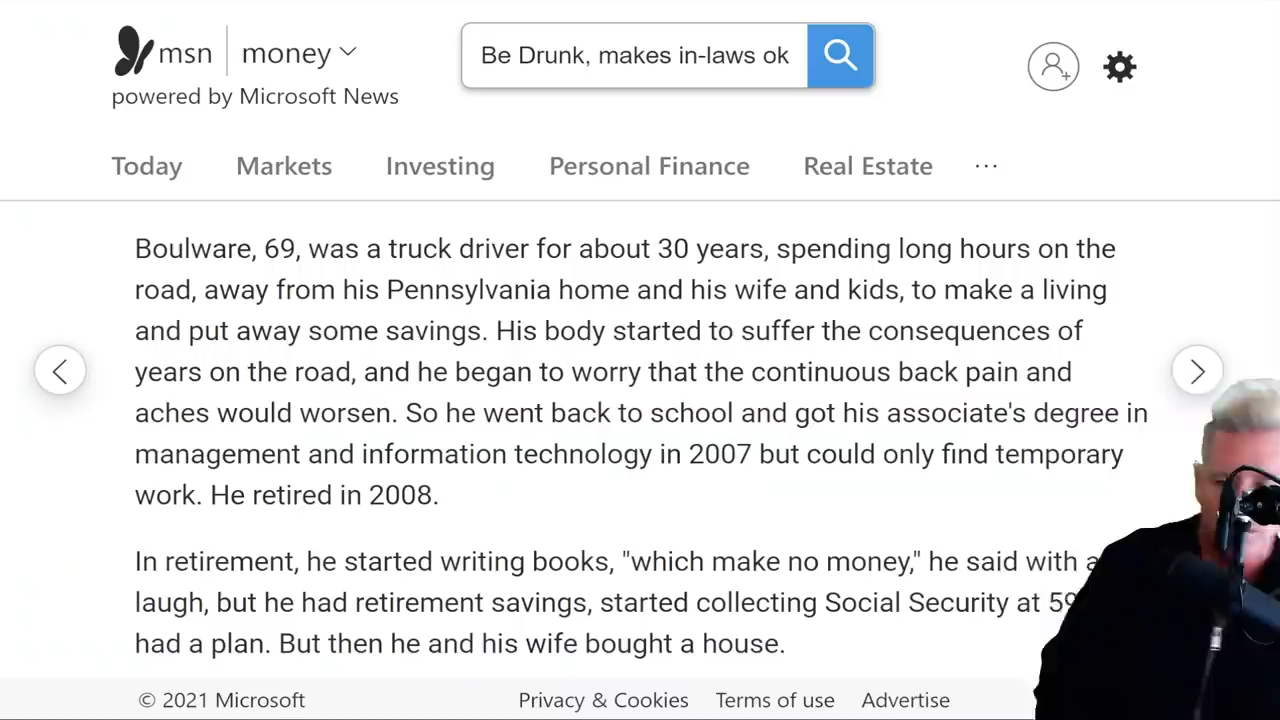 msn money
powered by Microsoft News
Be Drunk, makes in-laws ok
Today Markets Investing Personal Finance Real Estate ...
Boulware, 69, was a truck driver for about 30 years, spending long hours on the
road, away from his Pennsylvania home and his wife and kids, to make a living
and put away some savings. His body started to suffer the consequences of
years on the road, and he began to worry that the continuous back pain and
aches would worsen. So he went back to school and got his associate's degree in
management and information technology in 2007 but could only find temporary
work. He retired in 2008.
In retirement, he started writing books, "which make no money," he said with a
laugh, but he had retirement savings, started collecting Social Security at
had a plan. But then he and his wife bought a house.
© 2021 Microsoft Privacy & Cookies Terms of use Advertise